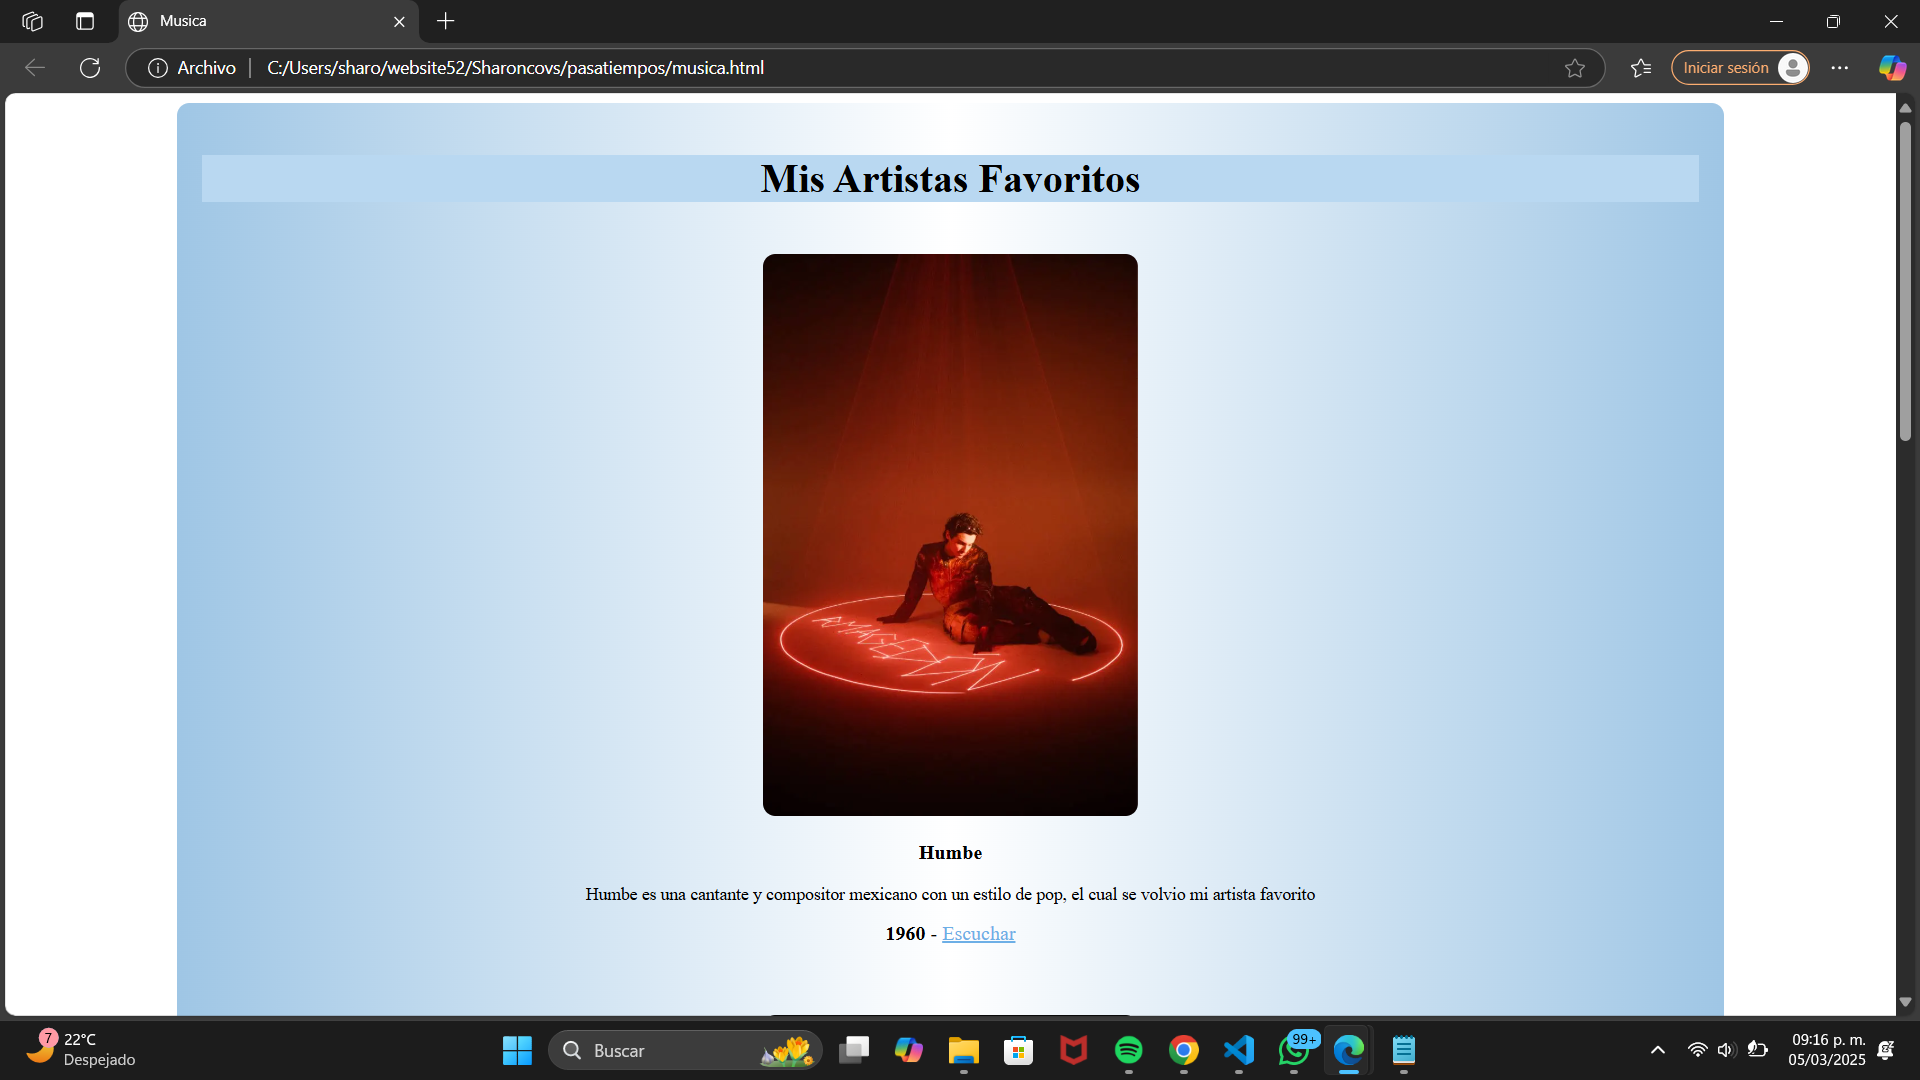 Musica
Archivo
C:/Users/sharo/website52/Sharoncovs/pasatiempos/musica.html
Iniciar sesión
Mis Artistas Favoritos
Humbe
Humbe es una cantante y compositor mexicano con un estilo de pop, el cual se volvio mi artista favorito
1960 - Escuchar
7
22°C
Despejado
Buscar
99+
09:16 p. m.
05/03/2025